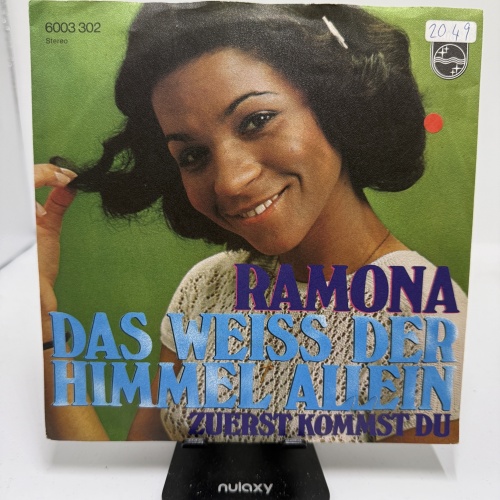 6003 302
Stereo
20 49
RAMONA
DAS WEISS DER
HIMMEL ALLEIN
ZUERST KOMMST DU
nulaxy